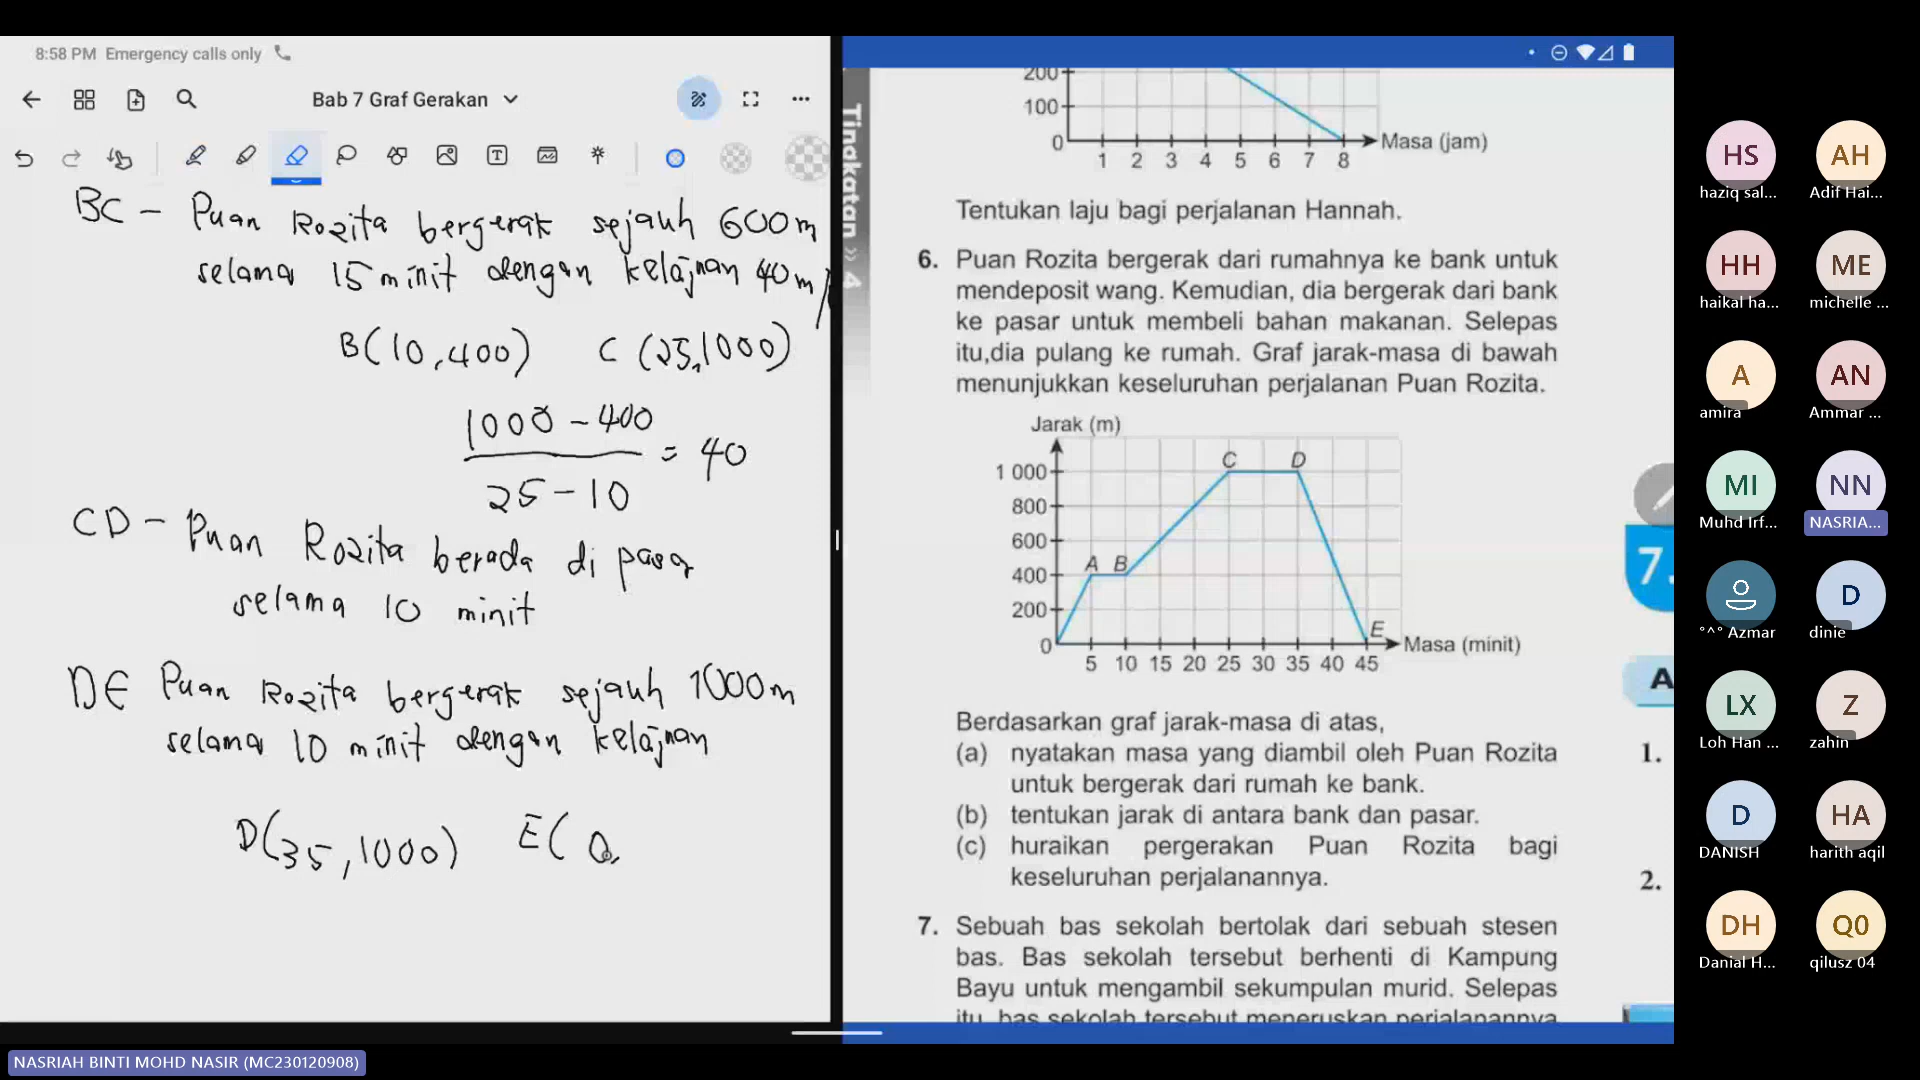 8:58 PM Emergency calls only
Bab 7 Graf Gerakan
BC - Puan Rozita bergerak sejauh 600m
selama 15 minit dengan kelajuan 40m/
B(10,400) C (25,1000)
1000 - 400
= 40
25 - 10
CD - Puan Rozita berada di pasar
selama 10 minit
DE Puan Rozita bergerak sejauh 1000m
selama 10 minit dengan kelajuan
D(35,1000) E( 0,
Tingkatan » 4
200
100
0
1 2 3 4 5 6 7 8
Masa (jam)
Tentukan laju bagi perjalanan Hannah.
6. Puan Rozita bergerak dari rumahnya ke bank untuk
mendeposit wang. Kemudian, dia bergerak dari bank
ke pasar untuk membeli bahan makanan. Selepas
itu,dia pulang ke rumah. Graf jarak-masa di bawah
menunjukkan keseluruhan perjalanan Puan Rozita.
Jarak (m)
1 000
800
600
400
200
0
A B C D E
5 10 15 20 25 30 35 40 45
Masa (minit)
Berdasarkan graf jarak-masa di atas,
(a) nyatakan masa yang diambil oleh Puan Rozita
untuk bergerak dari rumah ke bank.
(b) tentukan jarak di antara bank dan pasar.
(c) huraikan pergerakan Puan Rozita bagi
keseluruhan perjalanannya.
7. Sebuah bas sekolah bertolak dari sebuah stesen
bas. Bas sekolah tersebut berhenti di Kampung
Bayu untuk mengambil sekumpulan murid. Selepas
itu, bas sekolah tersebut meneruskan perjalanannya
7.
A
1.
2.
HS
haziq sal...
AH
Adif Hai...
HH
haikal ha...
ME
michelle ...
A
amira
AN
Ammar ...
MI
Muhd Irf...
NN
NASRIA...
°^° Azmar
D
dinie
LX
Loh Han ...
Z
zahin
D
DANISH
HA
harith aqil
DH
Danial H...
Q0
qilusz 04
NASRIAH BINTI MOHD NASIR (MC230120908)